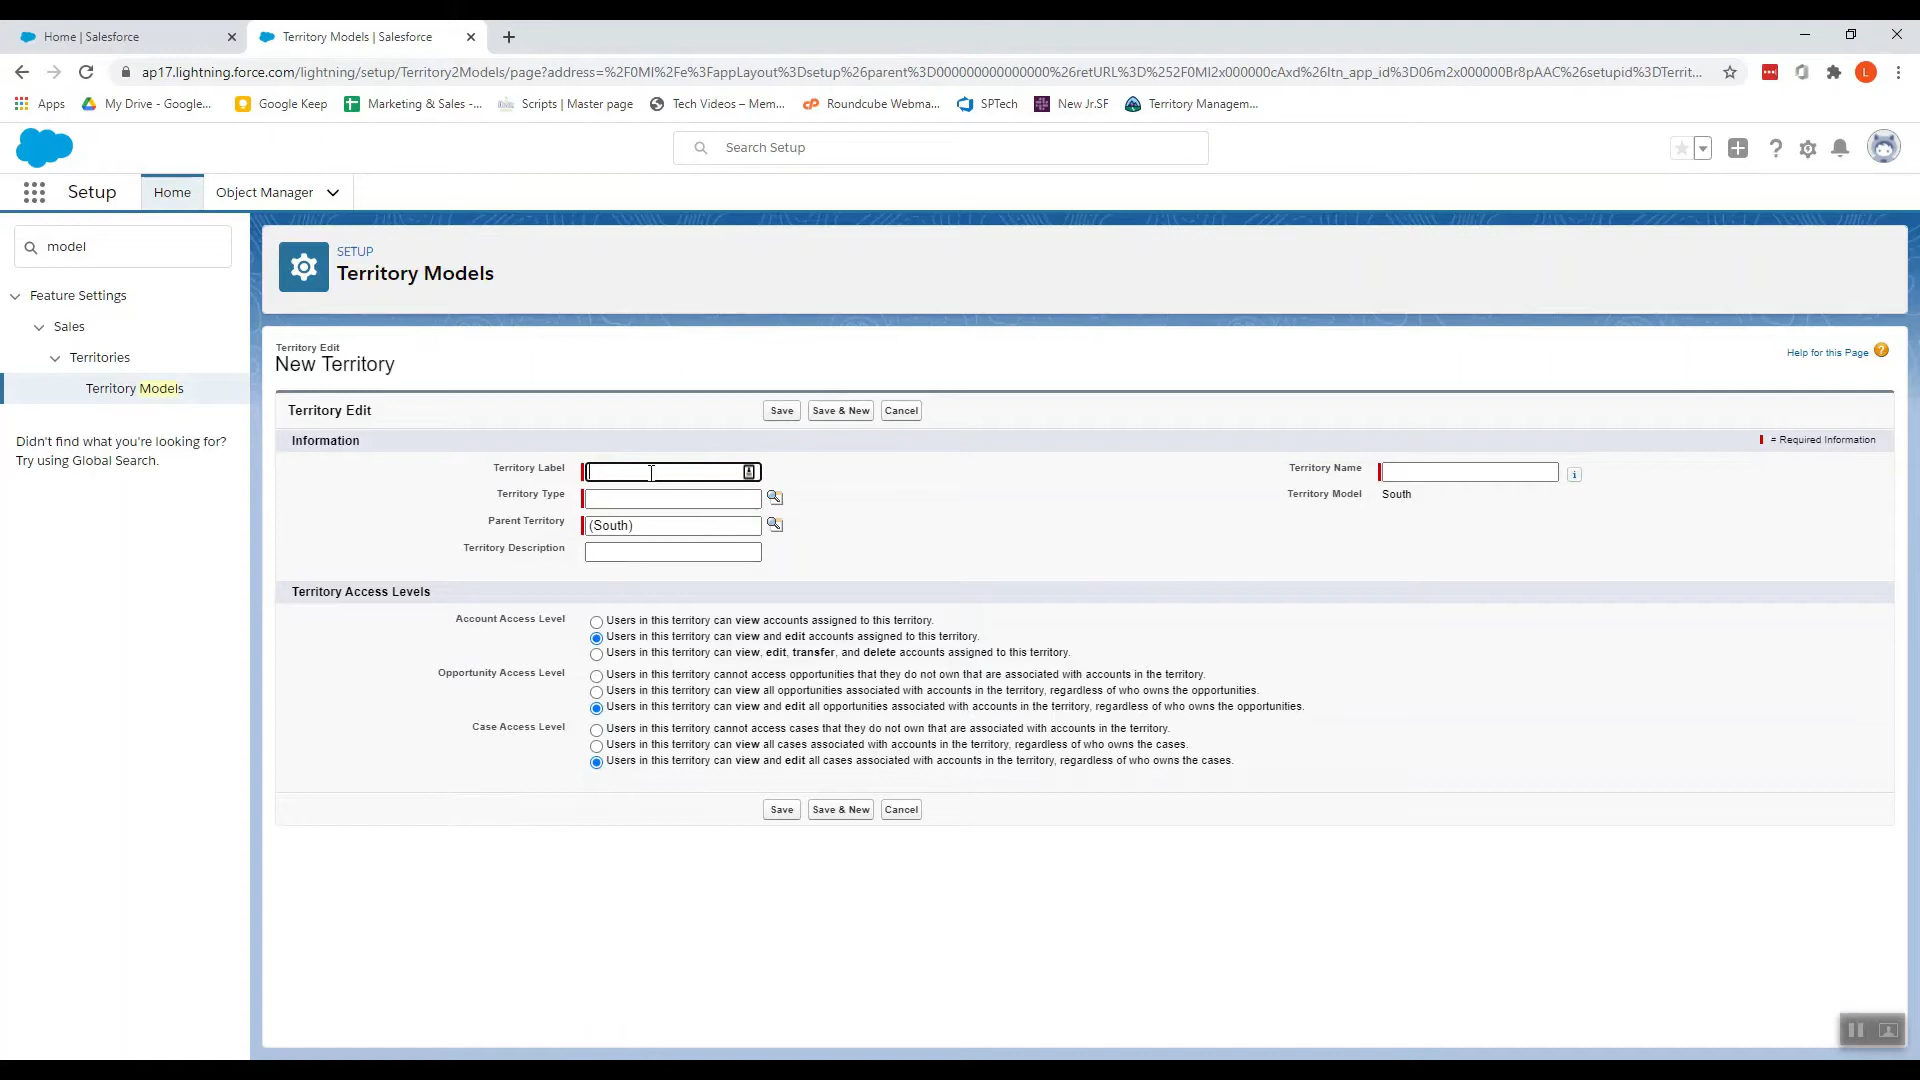 Home | Salesforce
Territory Models | Salesforce
ap17.lightning.force.com/lightning/setup/Territory2Models/page?address=%2F0MI%2Fe%3FappLayout%3Dsetup%26parent%3D000000000000000%26retURL%3D%252F0MI2x000000cAxd%26ltn_app_id%3D06m2x000000Br8pAAC%26setupid%3DTerrit...
L
Apps
My Drive - Google...
Google Keep
Marketing & Sales -...
Scripts | Master page
Tech Videos – Mem...
Roundcube Webma...
SPTech
New Jr.SF
Territory Managem...
Search Setup
Setup
Home
Object Manager
model
SETUP
Territory Models
Feature Settings
Sales
Territories
Territory Models
Didn't find what you're looking for?
Try using Global Search.
Territory Edit
New Territory
Help for this Page
Territory Edit
Save
Save & New
Cancel
Information
= Required Information
Territory Label
Territory Name
Territory Type
Territory Model
South
Parent Territory
(South)
Territory Description
Territory Access Levels
Account Access Level
Users in this territory can view accounts assigned to this territory.
Users in this territory can view and edit accounts assigned to this territory.
Users in this territory can view, edit, transfer, and delete accounts assigned to this territory.
Opportunity Access Level
Users in this territory cannot access opportunities that they do not own that are associated with accounts in the territory.
Users in this territory can view all opportunities associated with accounts in the territory, regardless of who owns the opportunities.
Users in this territory can view and edit all opportunities associated with accounts in the territory, regardless of who owns the opportunities.
Case Access Level
Users in this territory cannot access cases that they do not own that are associated with accounts in the territory.
Users in this territory can view all cases associated with accounts in the territory, regardless of who owns the cases.
Users in this territory can view and edit all cases associated with accounts in the territory, regardless of who owns the cases.
Save
Save & New
Cancel